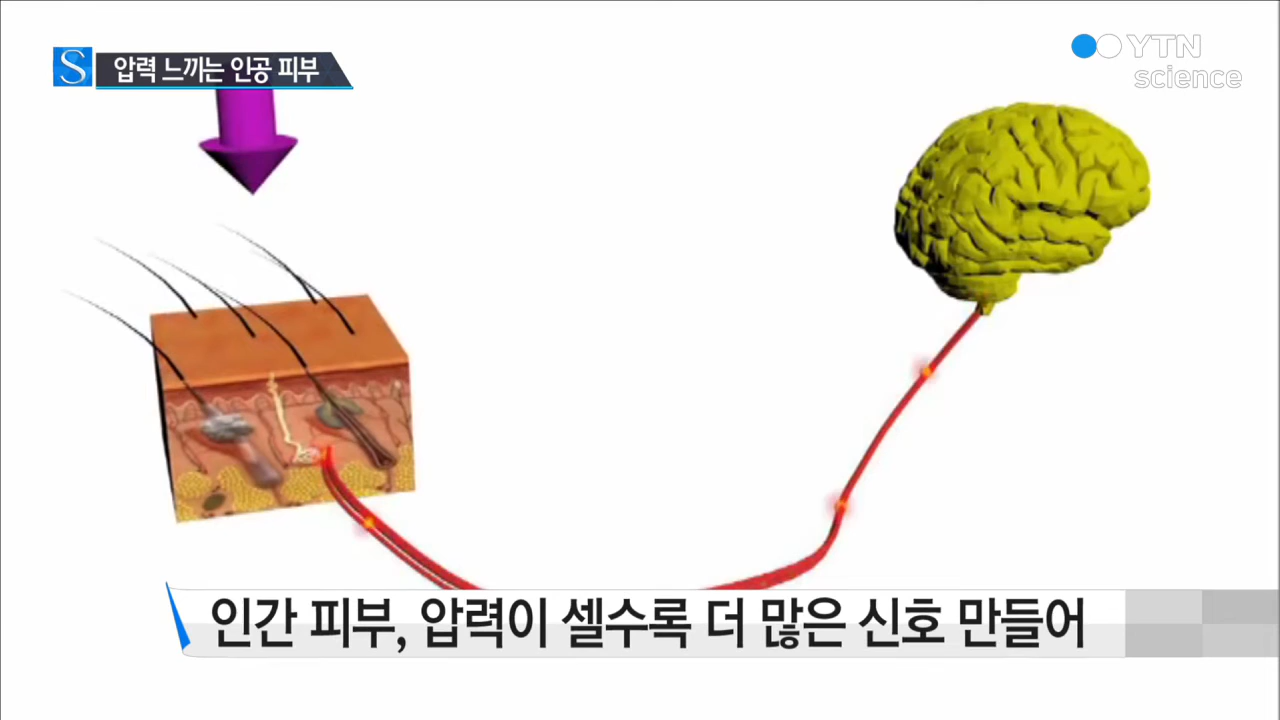 S 압력 느끼는 인공 피부
YTN
science
인간 피부, 압력이 셀수록 더 많은 신호 만들어